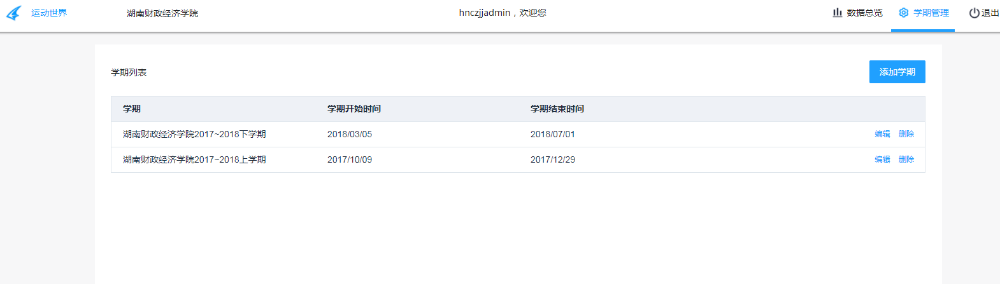 运动世界 湖南财政经济学院 hnczjjadmin，欢迎您 数据总览 学期管理 退出
学期列表 添加学期
学期 学期开始时间 学期结束时间
湖南财政经济学院2017~2018下学期 2018/03/05 2018/07/01 编辑 删除
湖南财政经济学院2017~2018上学期 2017/10/09 2017/12/29 编辑 删除